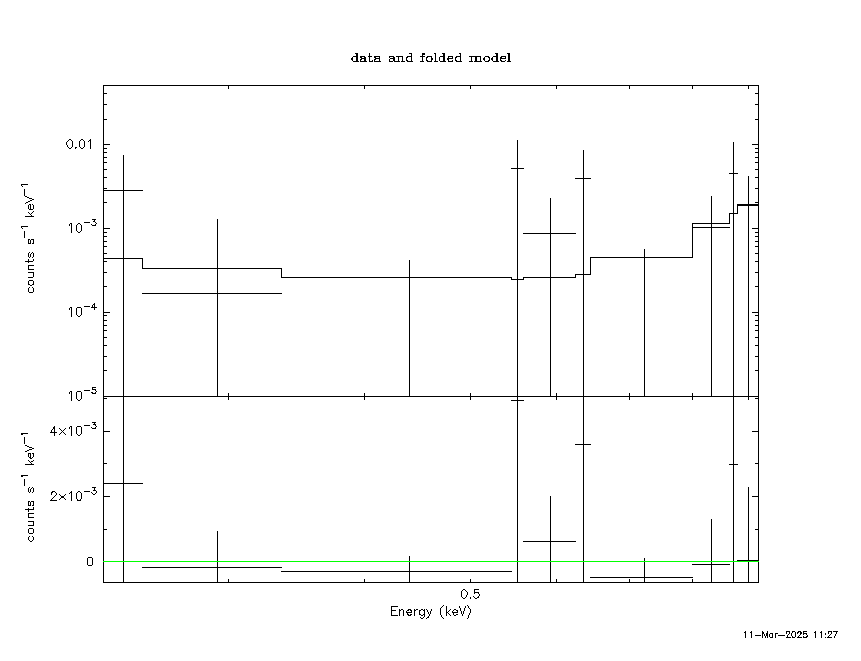 data and folded model
counts s⁻¹ keV⁻¹
0.01
10⁻³
10⁻⁴
10⁻⁵
counts s⁻¹ keV⁻¹
4×10⁻³
2×10⁻³
0
0.5
Energy (keV)
11-Mar-2025 11:27